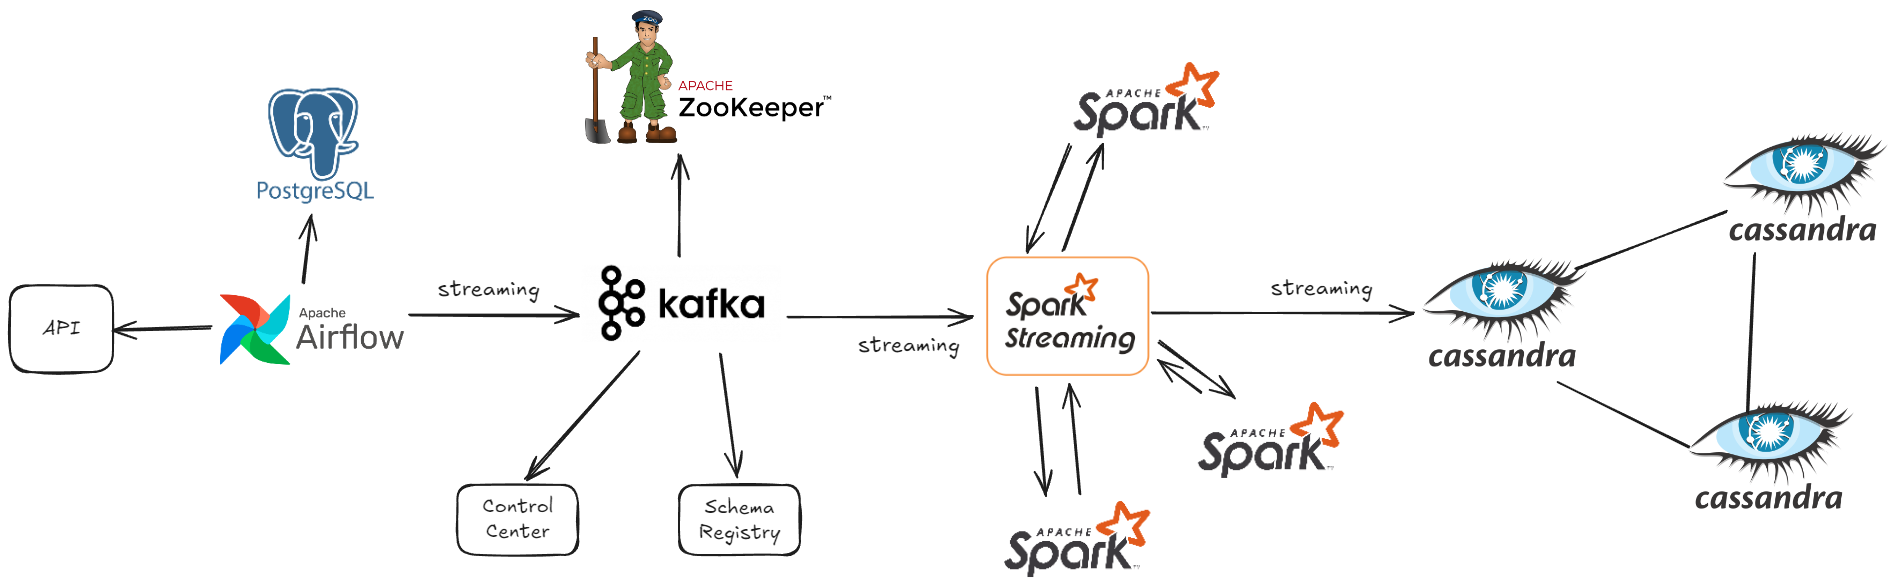 ZOO
APACHE
ZooKeeper™
PostgreSQL
API
Apache
Airflow
streaming
kafka
streaming
Control
Center
Schema
Registry
APACHE
Spark
Spark
Streaming
APACHE
Spark
APACHE
Spark
streaming
cassandra
cassandra
cassandra